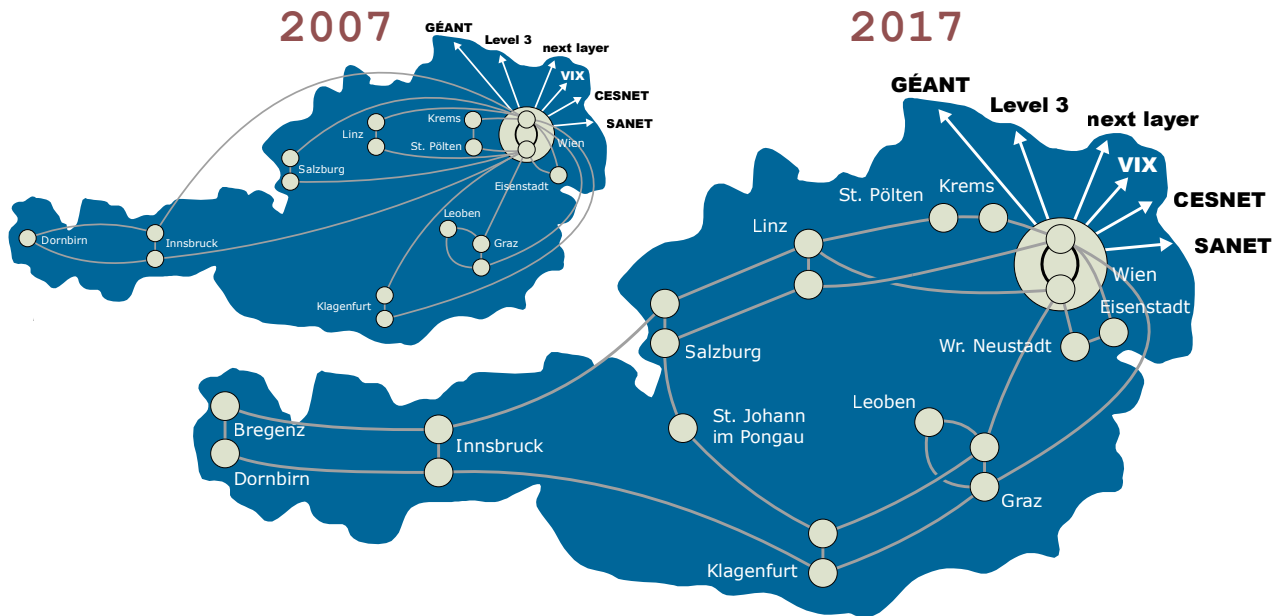 2007
GÉANT
Level 3
next layer
VIX
CESNET
SANET
Krems
Linz
St. Pölten
Wien
Salzburg
Eisenstadt
Leoben
Dornbirn
Innsbruck
Graz
Klagenfurt
2017
GÉANT
Level 3
next layer
VIX
CESNET
SANET
St. Pölten
Krems
Linz
Wien
Eisenstadt
Wr. Neustadt
Salzburg
Leoben
St. Johann
im Pongau
Bregenz
Innsbruck
Dornbirn
Graz
Klagenfurt